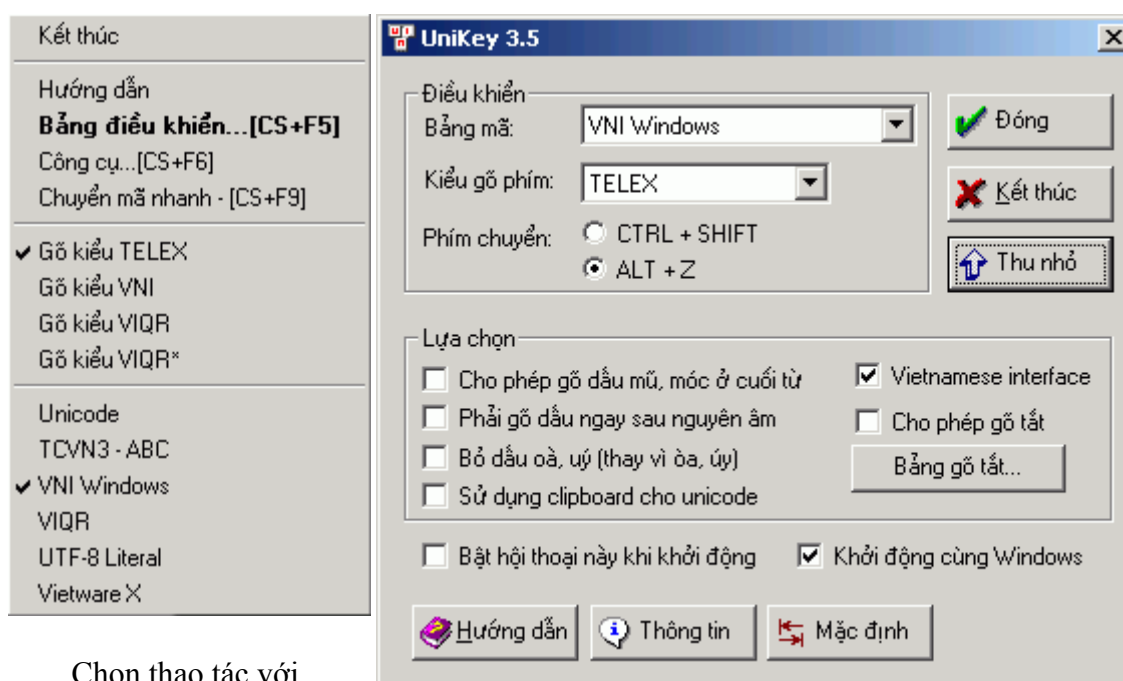 Kết thúc
Hướng dẫn
Bảng điều khiển...[CS+F5]
Công cụ...[CS+F6]
Chuyển mã nhanh - [CS+F9]
Gõ kiểu TELEX
Gõ kiểu VNI
Gõ kiểu VIQR
Gõ kiểu VIQR*
Unicode
TCVN3 - ABC
VNI Windows
VIQR
UTF-8 Literal
Vietware X
Chọn thao tác với
UniKey 3.5
Điều khiển
Bảng mã: VNI Windows
Kiểu gõ phím: TELEX
Phím chuyển: CTRL + SHIFT
ALT + Z
Đóng
Kết thúc
Thu nhỏ
Lựa chọn
Cho phép gõ dấu mũ, móc ở cuối từ
Phải gõ dấu ngay sau nguyên âm
Bỏ dấu oà, uý (thay vì òa, úy)
Sử dụng clipboard cho unicode
Vietnamese interface
Cho phép gõ tắt
Bảng gõ tắt...
Bật hội thoại này khi khởi động
Khởi động cùng Windows
Hướng dẫn
Thông tin
Mặc định